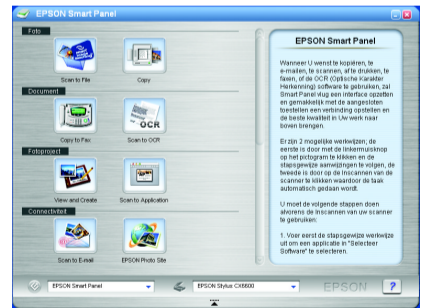 EPSON Smart Panel
Foto
Scan to File
Copy
Document
Copy to Fax
OCR
Scan to OCR
Fotoproject
View and Create
Scan to Application
Connectiviteit
Scan to E-mail
EPSON Photo Site
EPSON Smart Panel
Wanneer U wenst te kopiëren, te
e-mailen, te scannen, af te drukken, te
faxen, of de OCR (Optische Karakter
Herkenning) software te gebruiken, zal
Smart Panel vlug een interface opzetten
en gemakkelijk met de aangesloten
toestellen een verbinding opstellen en
de beste kwaliteit in Uw werk naar
boven brengen.
Er zijn 2 mogelijke werkwijzen; de
eerste is door met de linkermuisknop
op het pictogram te klikken en de
stapsgewijze aanwijzingen te volgen, de
tweede is door op de Inscannen van de
scanner te klikken waardoor de taak
automatisch gedaan wordt.
U moet de volgende stappen doen
alvorens de Inscannen van uw scanner
te gebruiken:
1. Voer eerst de stapsgewijze werkwijze
uit om een applicatie in "Selecteer
Software" te selecteren.
EPSON Smart Panel
EPSON Stylus CX6600
EPSON
?